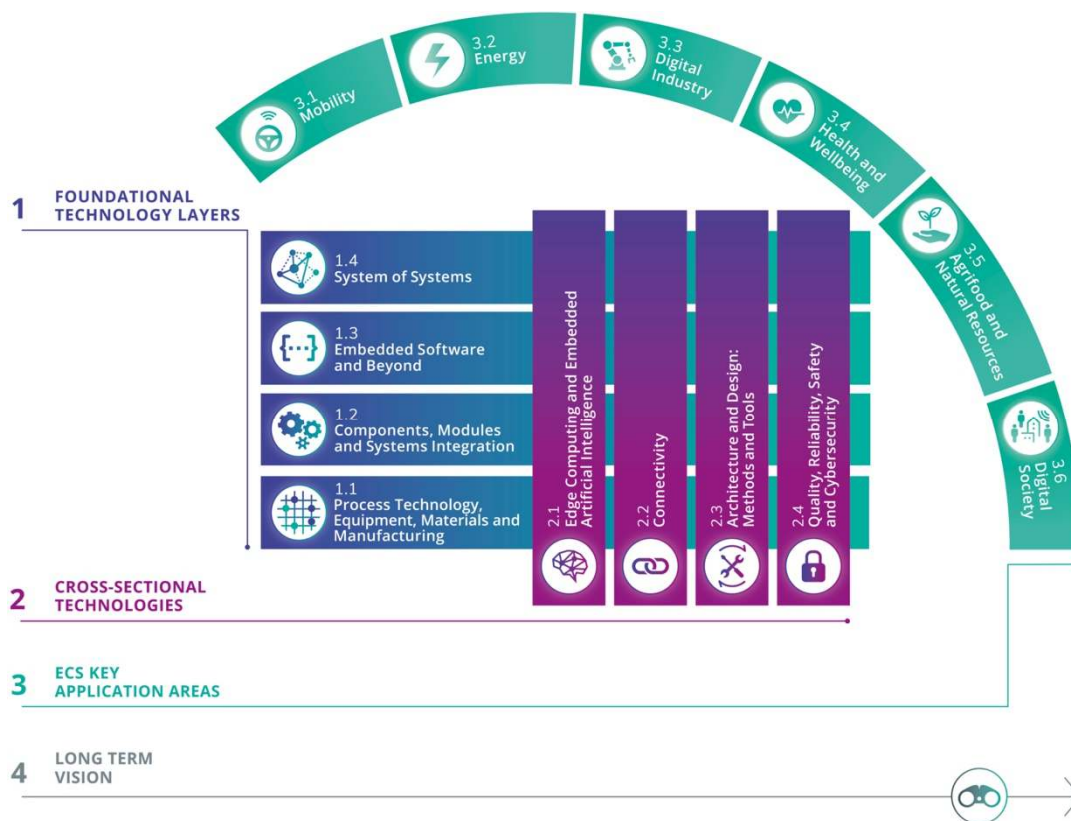 3.1
Mobility
3.2
Energy
3.3
Digital
Industry
3.4
Health and
Wellbeing
3.5
Agrifood and
Natural Resources
3.6
Digital
Society
1
FOUNDATIONAL
TECHNOLOGY LAYERS
1.4
System of Systems
1.3
Embedded Software
and Beyond
1.2
Components, Modules
and Systems Integration
1.1
Process Technology,
Equipment, Materials and
Manufacturing
2.1
Edge Computing and Embedded
Artificial Intelligence
2.2
Connectivity
2.3
Architecture and Design:
Methods and Tools
2.4
Quality, Reliability, Safety
and Cybersecurity
2
CROSS-SECTIONAL
TECHNOLOGIES
3
ECS KEY
APPLICATION AREAS
4
LONG TERM
VISION